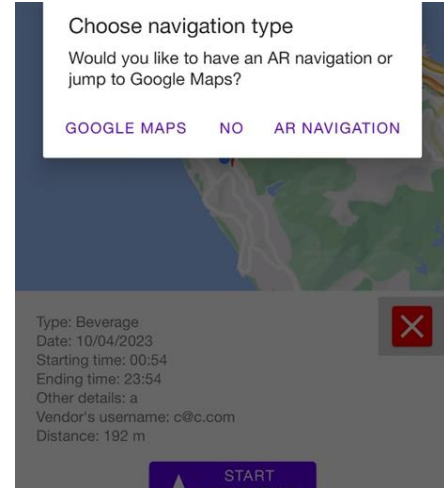 Choose navigation type
Would you like to have an AR navigation or
jump to Google Maps?
GOOGLE MAPS NO AR NAVIGATION
Type: Beverage
Date: 10/04/2023
Starting time: 00:54
Ending time: 23:54
Other details: a
Vendor's username: c@c.com
Distance: 192 m
START